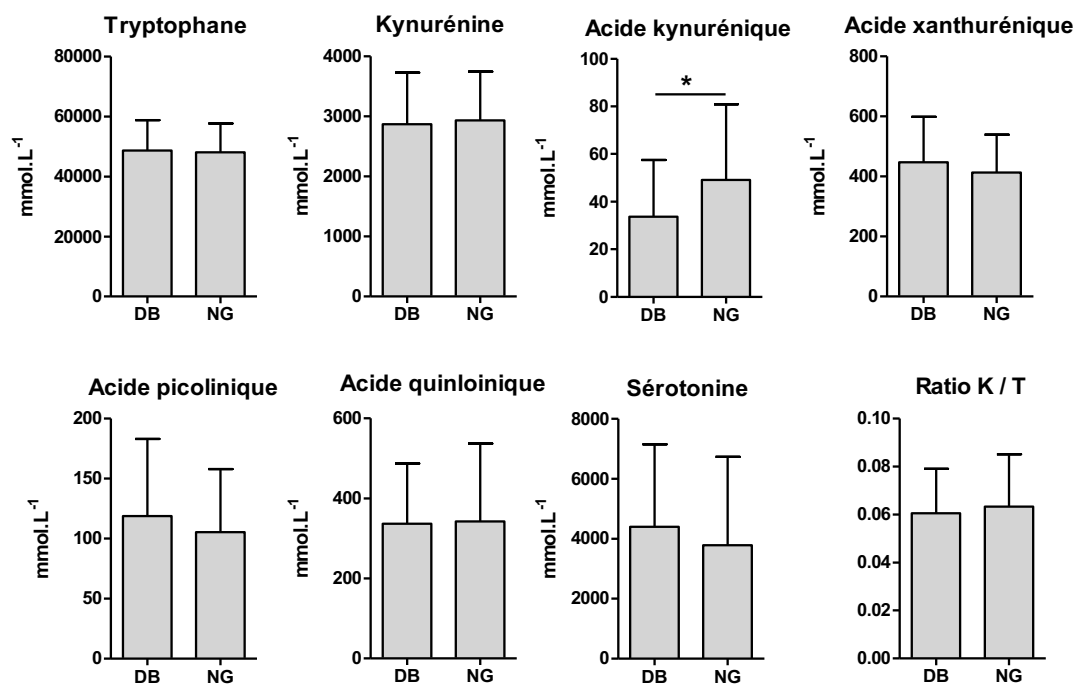 Tryptophane
80000
60000
40000
20000
0
mmol.L-1
DB NG
Kynurénine
4000
3000
2000
1000
0
mmol.L-1
DB NG
Acide kynurénique
100
80
60
40
20
0
mmol.L-1
*
DB NG
Acide xanthurénique
800
600
400
200
0
mmol.L-1
DB NG
Acide picolinique
200
150
100
50
0
mmol.L-1
DB NG
Acide quinloinique
600
400
200
0
mmol.L-1
DB NG
Sérotonine
8000
6000
4000
2000
0
mmol.L-1
DB NG
Ratio K / T
0.10
0.08
0.06
0.04
0.02
0.00
DB NG